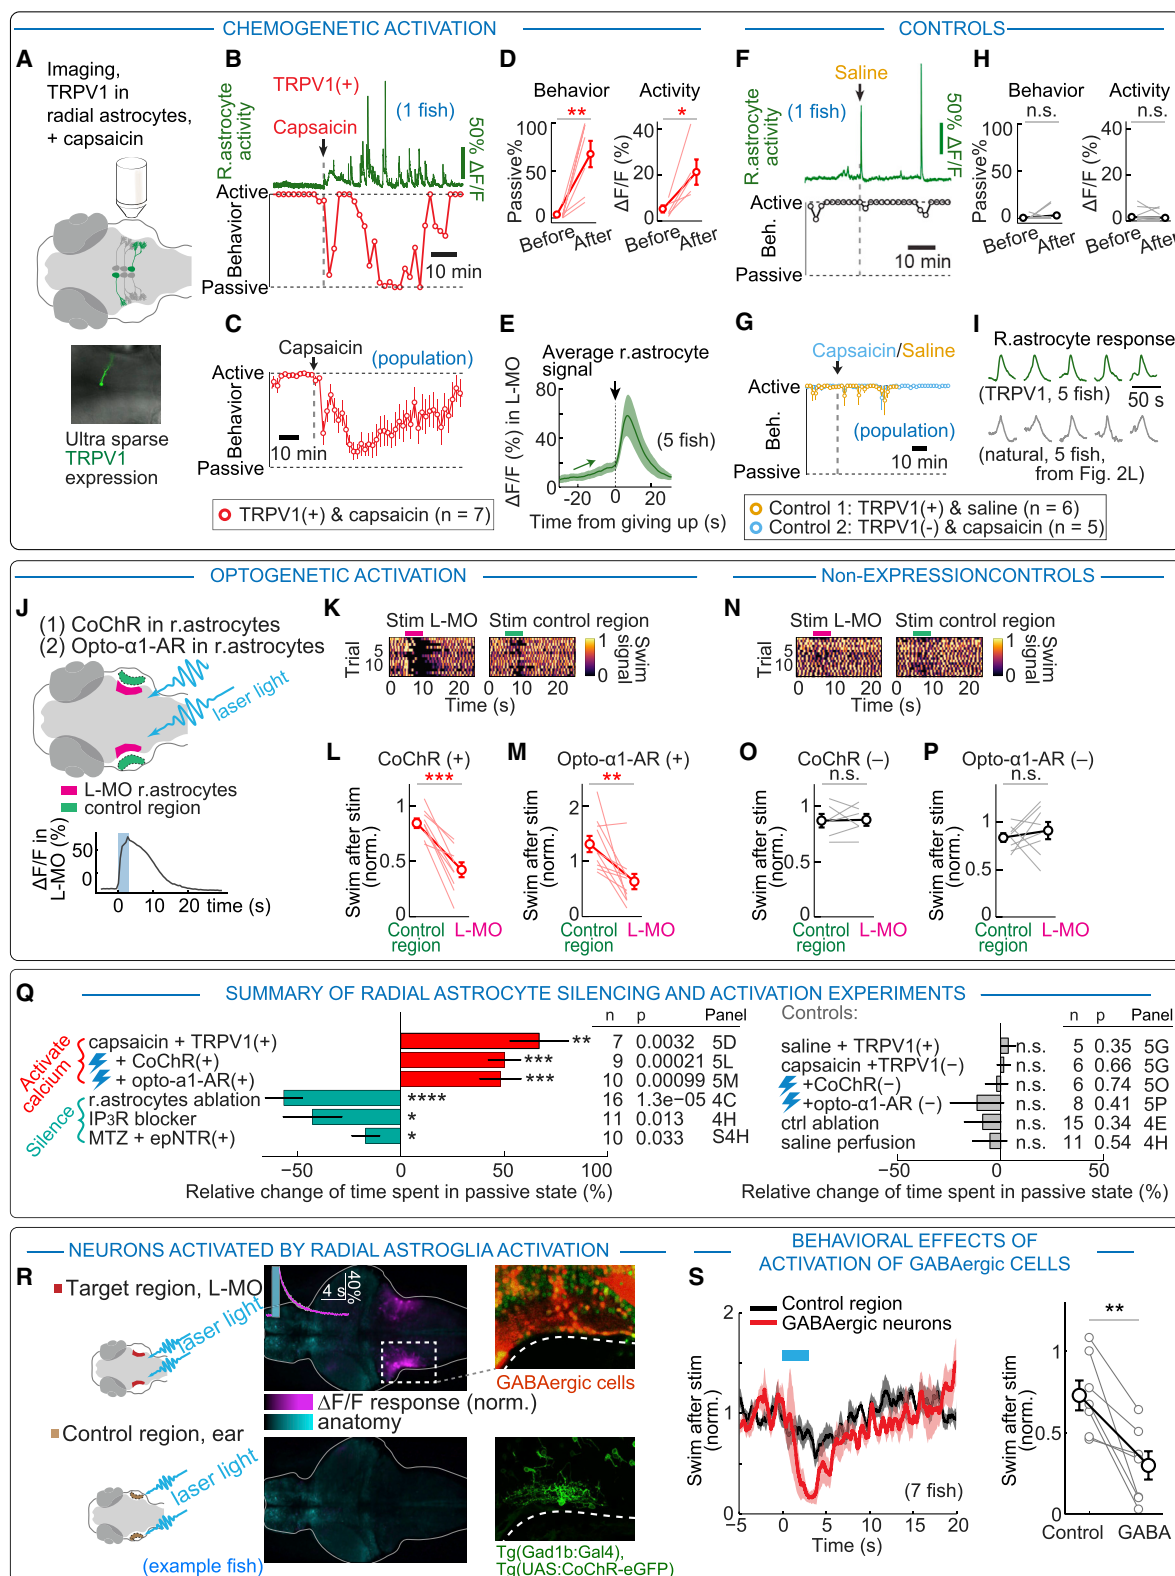 CHEMOGENETIC ACTIVATION
CONTROLS
A
Imaging,
TRPV1 in
radial astrocytes,
+ capsaicin
Ultra sparse
TRPV1
expression
B
TRPV1(+)
(1 fish)
Capsaicin
R.astrocyte
activity
50% ΔF/F
Active
Behavior
Passive
10 min
C
Capsaicin
(population)
Active
Behavior
10 min
Passive
TRPV1(+) & capsaicin (n = 7)
D
Behavior
Activity
**
*
Passive%
100
50
0
ΔF/F (%)
40
20
0
Before
After
Before
After
E
Average r.astrocyte
signal
ΔF/F (%) in L-MO
80
40
0
(5 fish)
-20
0
20
Time from giving up (s)
F
Saline
(1 fish)
R.astrocyte
activity
50% ΔF/F
Active
Beh.
10 min
Passive
G
Capsaicin/Saline
Active
Beh.
(population)
10 min
Passive
Control 1: TRPV1(+) & saline (n = 6)
Control 2: TRPV1(-) & capsaicin (n = 5)
H
Behavior
Activity
n.s.
n.s.
Passive%
100
50
0
ΔF/F (%)
40
20
0
Before
After
Before
After
I
R.astrocyte response
(TRPV1, 5 fish)
50 s
(natural, 5 fish,
from Fig. 2L)
OPTOGENETIC ACTIVATION
Non-EXPRESSIONCONTROLS
J
(1) CoChR in r.astrocytes
(2) Opto-α1-AR in r.astrocytes
laser light
L-MO r.astrocytes
control region
ΔF/F in
L-MO (%)
50
0
0
10
20
time (s)
K
Stim L-MO
Stim control region
Trial
5
10
0
10
20
0
10
20
Time (s)
1
0
Swim
signal
N
Stim L-MO
Stim control region
Trial
5
10
0
10
20
0
10
20
Time (s)
1
0
Swim
signal
L
CoChR (+)
***
Swim after stim
(norm.)
1
0.5
0
Control
region
L-MO
M
Opto-α1-AR (+)
**
Swim after stim
(norm.)
2
1
0
Control
region
L-MO
O
CoChR (–)
n.s.
Swim after stim
(norm.)
1
0.5
0
Control
region
L-MO
P
Opto-α1-AR (–)
n.s.
Swim after stim
(norm.)
1
0.5
0
Control
region
L-MO
Q
SUMMARY OF RADIAL ASTROCYTE SILENCING AND ACTIVATION EXPERIMENTS
Activate
calcium
Silence
n p Panel
capsaicin + TRPV1(+) ** 7 0.0032 5D
+ CoChR(+) *** 9 0.00021 5L
+ opto-a1-AR(+) *** 10 0.00099 5M
r.astrocytes ablation **** 16 1.3e-05 4C
IP3R blocker * 11 0.013 4H
MTZ + epNTR(+) * 10 0.033 S4H
−50
0
50
100
Relative change of time spent in passive state (%)
Controls:
n p Panel
saline + TRPV1(+) n.s. 5 0.35 5G
capsaicin +TRPV1(−) n.s. 6 0.66 5G
+CoChR(−) n.s. 6 0.74 5O
+opto-α1-AR (−) n.s. 8 0.41 5P
ctrl ablation n.s. 15 0.34 4E
saline perfusion n.s. 11 0.54 4H
−50
0
50
Relative change of time spent in passive state (%)
NEURONS ACTIVATED BY RADIAL ASTROGLIA ACTIVATION
BEHAVIORAL EFFECTS OF
ACTIVATION OF GABAergic CELLS
R
Target region, L-MO
laser light
4 s
40%
GABAergic cells
ΔF/F response (norm.)
anatomy
Control region, ear
laser light
(example fish)
Tg(Gad1b:Gal4),
Tg(UAS:CoChR-eGFP)
S
Control region
GABAergic neurons
Swim after stim
(norm.)
2
1
0
(7 fish)
−5
0
5
10
15
20
Time (s)
**
Swim after stim
(norm.)
1
0.5
0
Control
GABA